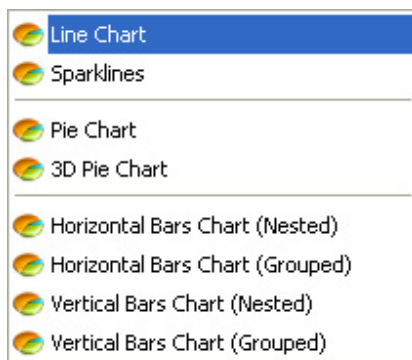 Line Chart
Sparklines
Pie Chart
3D Pie Chart
Horizontal Bars Chart (Nested)
Horizontal Bars Chart (Grouped)
Vertical Bars Chart (Nested)
Vertical Bars Chart (Grouped)